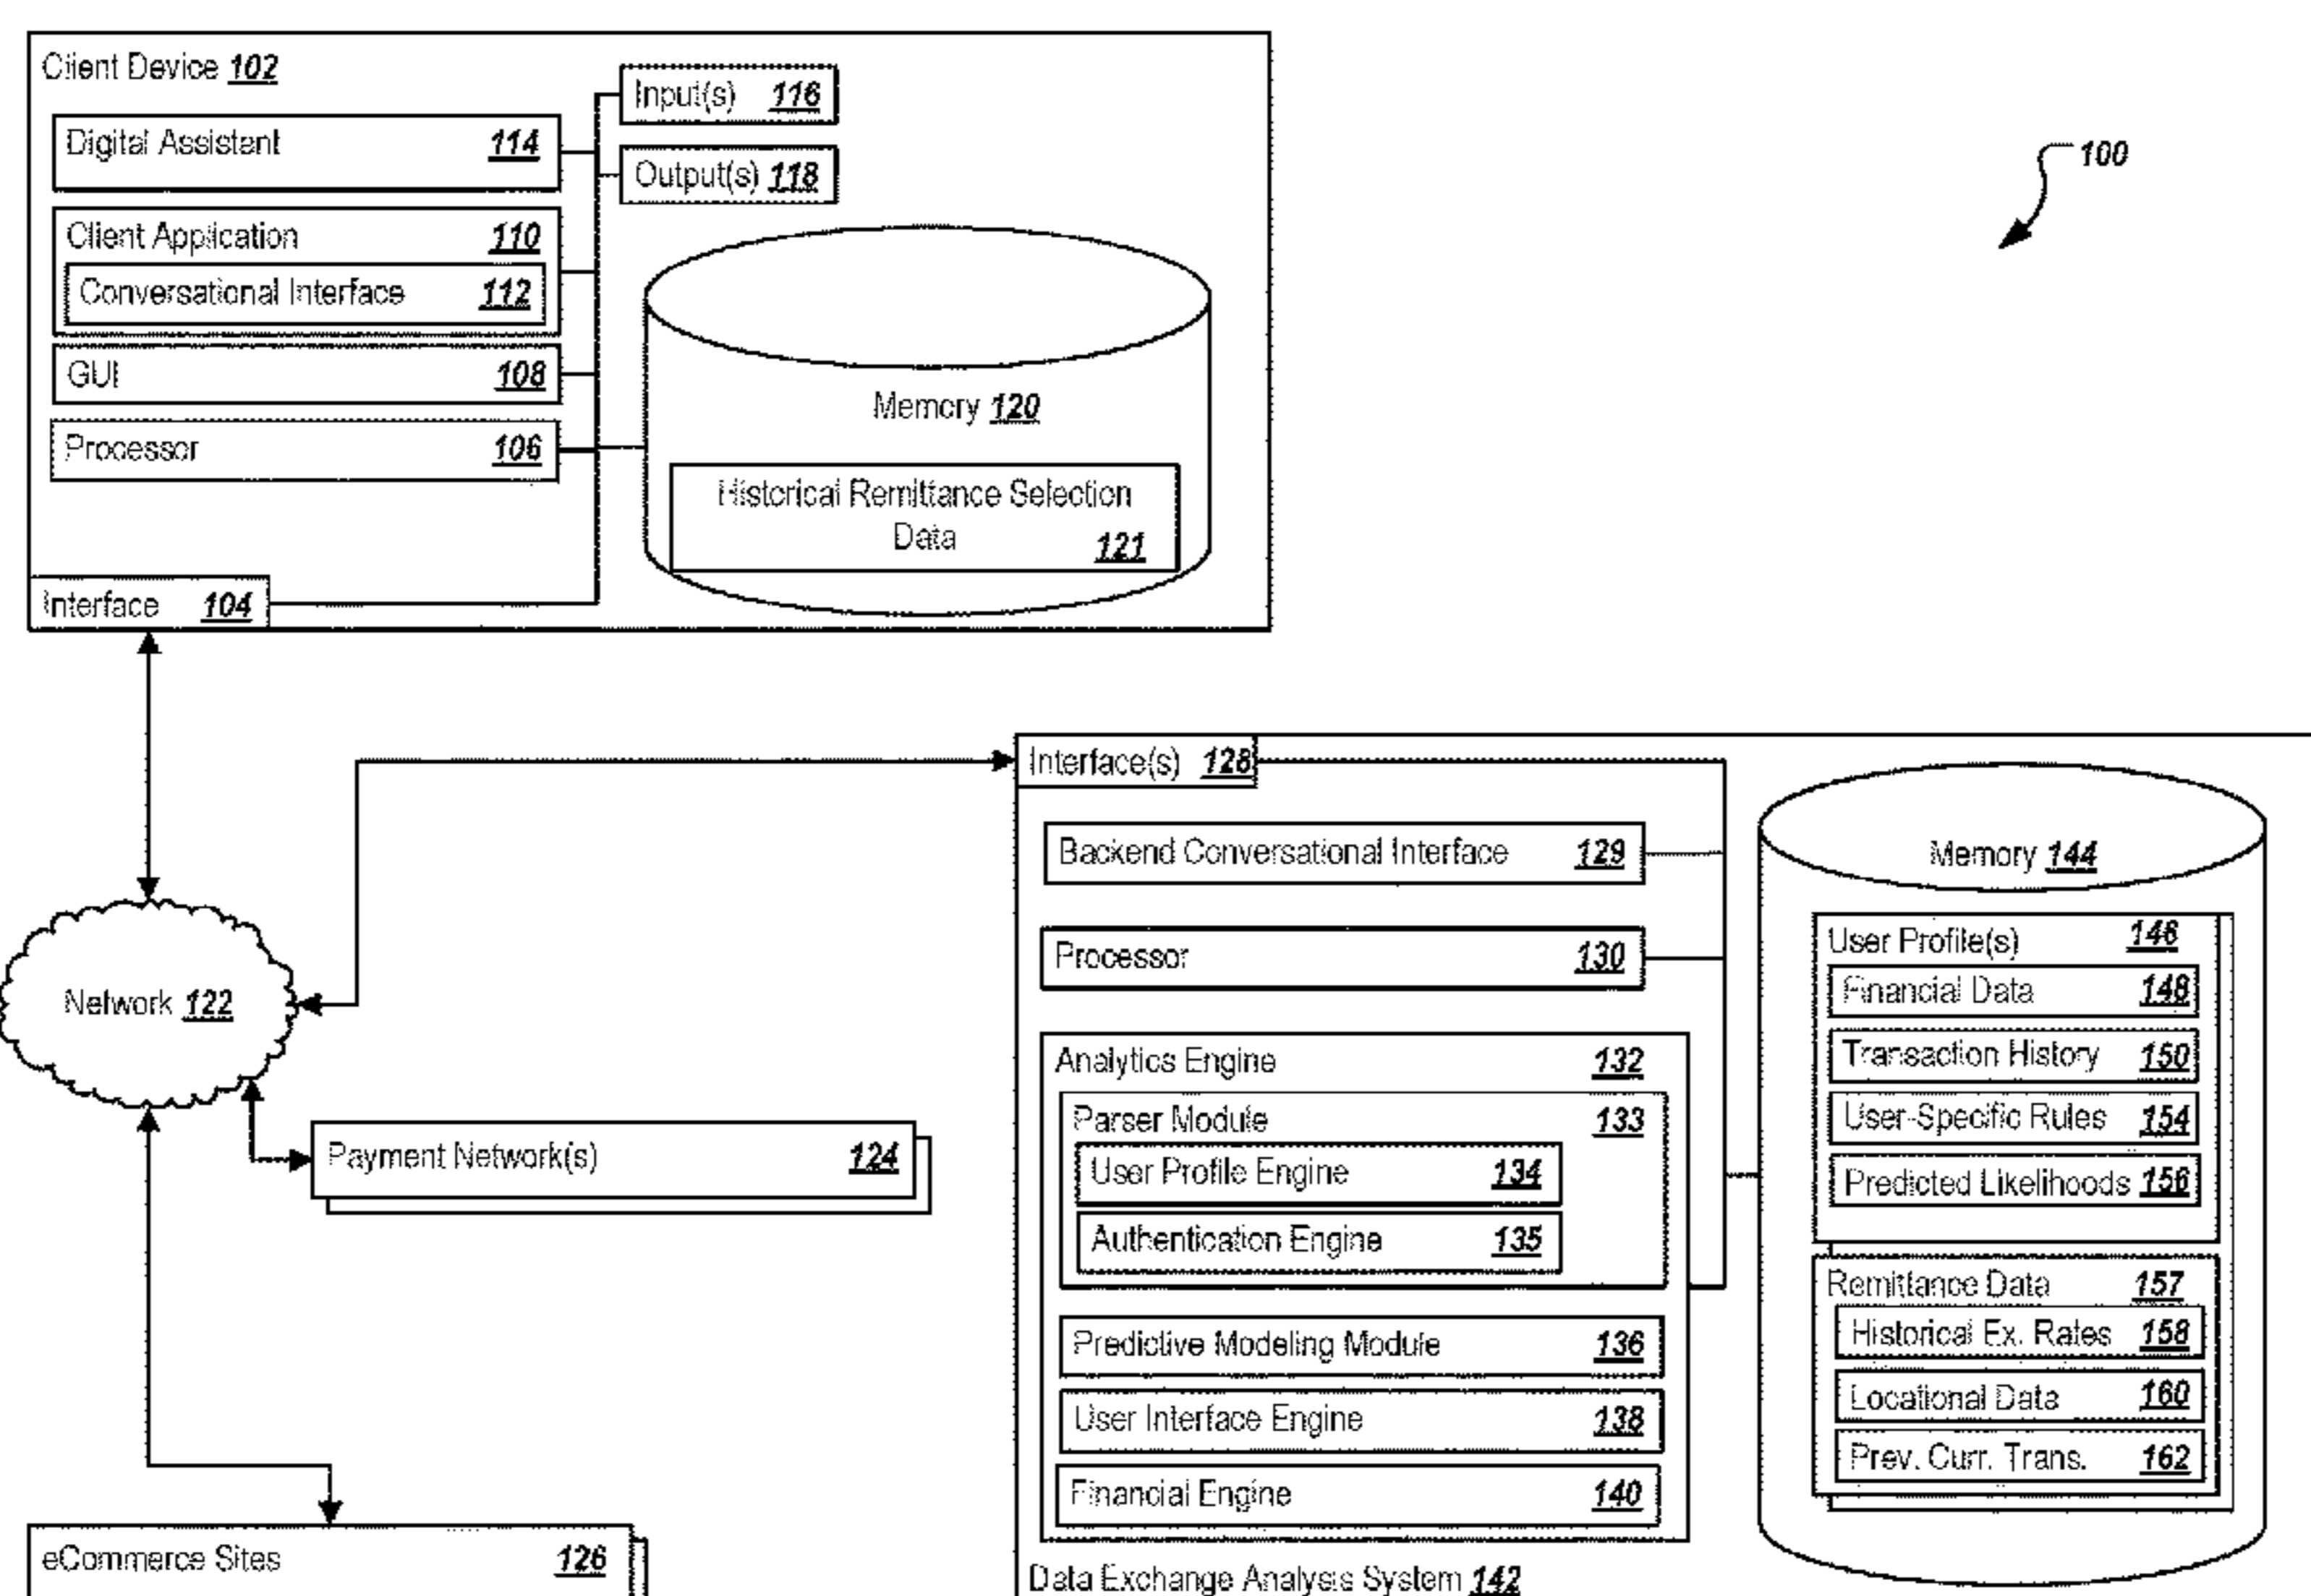 Client Device 102
Digital Assistant 114
Client Application 110
Conversational Interface 112
GUI 108
Processor 106
Interface 104
Input(s) 116
Output(s) 118
Memory 120
Historical Remittance Selection
Data 121
100
Network 122
Payment Network(s) 124
eCommerce Sites 126
Interface(s) 128
Backend Conversational Interface 129
Processor 130
Analytics Engine 132
Parser Module 133
User Profile Engine 134
Authentication Engine 135
Predictive Modeling Module 136
User Interface Engine 138
Financial Engine 140
Data Exchange Analysis System 142
Memory 144
User Profile(s) 146
Financial Data 148
Transaction History 150
User-Specific Rules 154
Predicted Likelihoods 156
Remittance Data 157
Historical Ex. Rates 158
Locational Data 160
Prev. Curr. Trans. 162